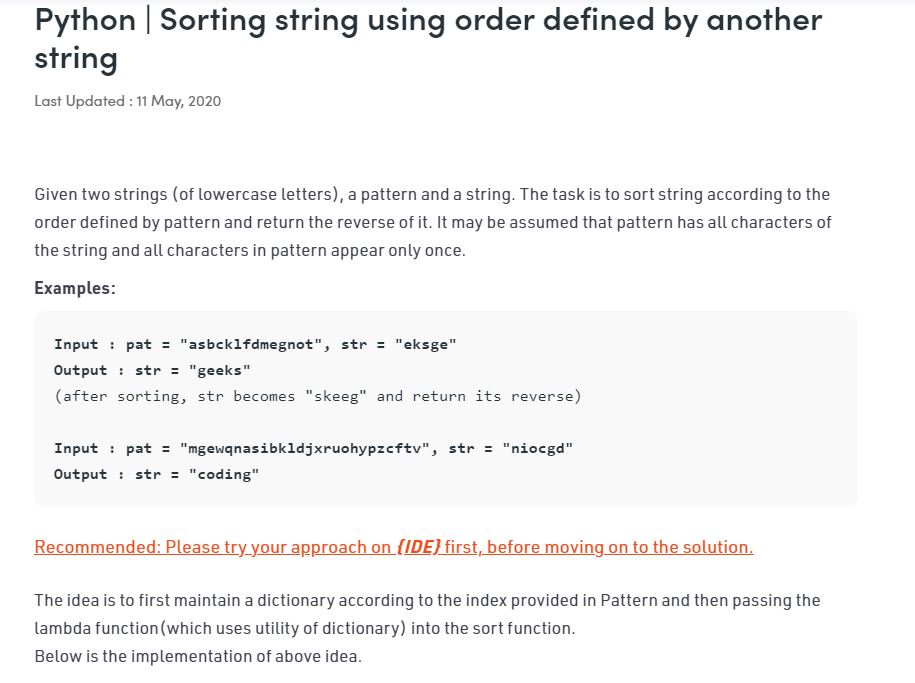 Python | Sorting string using order defined by another
string
Last Updated : 11 May, 2020
Given two strings (of lowercase letters), a pattern and a string. The task is to sort string according to the
order defined by pattern and return the reverse of it. It may be assumed that pattern has all characters of
the string and all characters in pattern appear only once.
Examples:
Input : pat = "asbcklfdmegnot", str = "eksge"
Output : str = "geeks"
(after sorting, str becomes "skeeg" and return its reverse)
Input : pat = "mgewqnasibkldjxruohypzcftv", str = "niocgd"
Output : str = "coding"
Recommended: Please try your approach on {IDE} first, before moving on to the solution.
The idea is to first maintain a dictionary according to the index provided in Pattern and then passing the
lambda function(which uses utility of dictionary) into the sort function.
Below is the implementation of above idea.